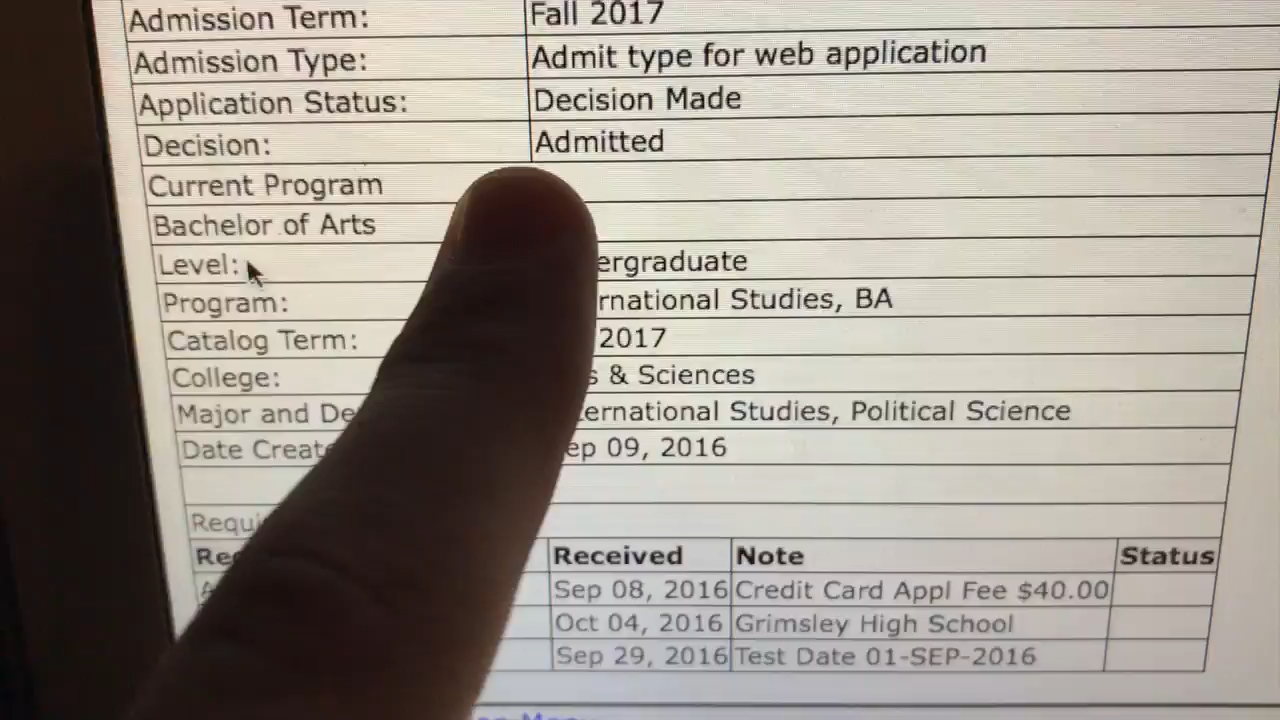 Admission Term: Fall 2017
Admission Type: Admit type for web application
Application Status: Decision Made
Decision: Admitted
Current Program
Bachelor of Arts
Level: ergraduate
Program: rnational Studies, BA
Catalog Term: 2017
College: s & Sciences
Major and De ernational Studies, Political Science
Date Creat ep 09, 2016
Requi
Re Received Note Status
Sep 08, 2016 Credit Card Appl Fee $40.00
Oct 04, 2016 Grimsley High School
Sep 29, 2016 Test Date 01-SEP-2016